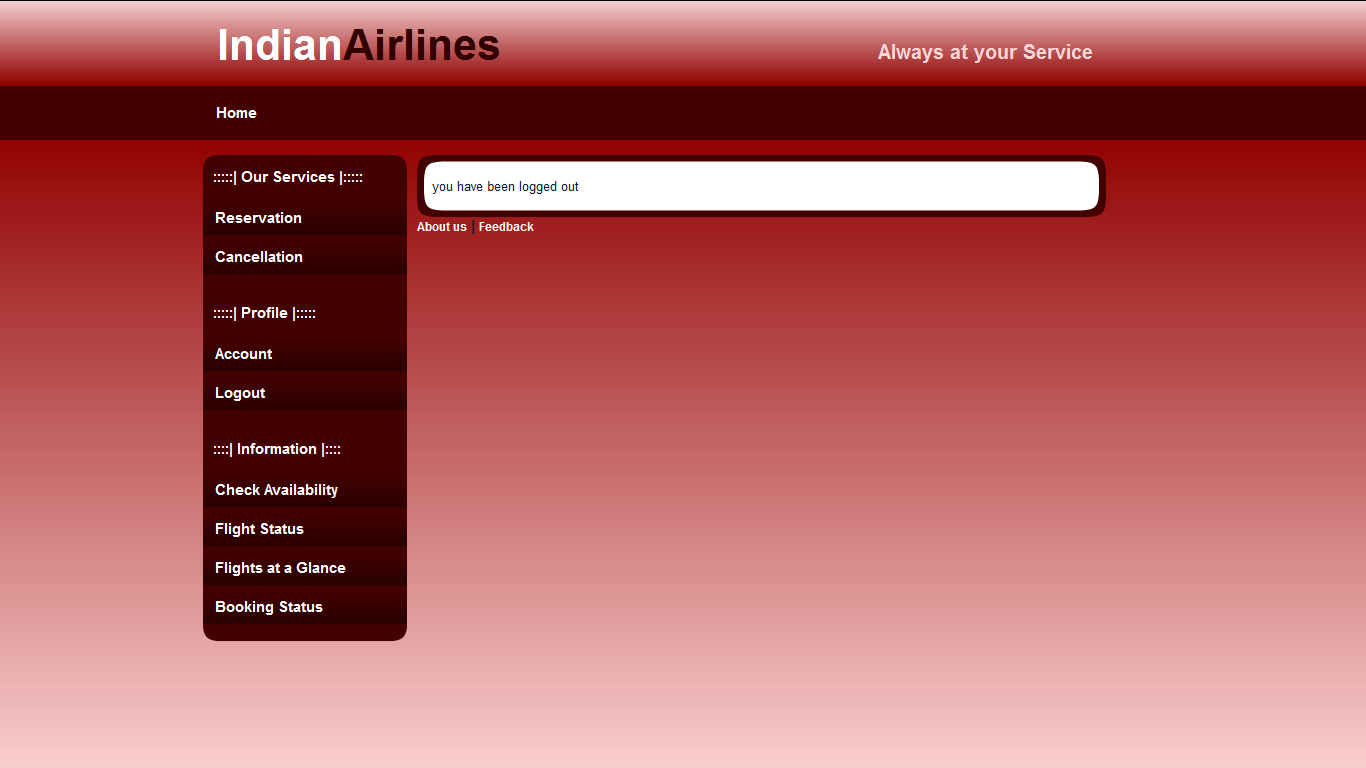 IndianAirlines
Always at your Service
Home
:::::| Our Services |:::::
Reservation
Cancellation
:::::| Profile |:::::
Account
Logout
::::| Information |::::
Check Availability
Flight Status
Flights at a Glance
Booking Status
you have been logged out
About us | Feedback